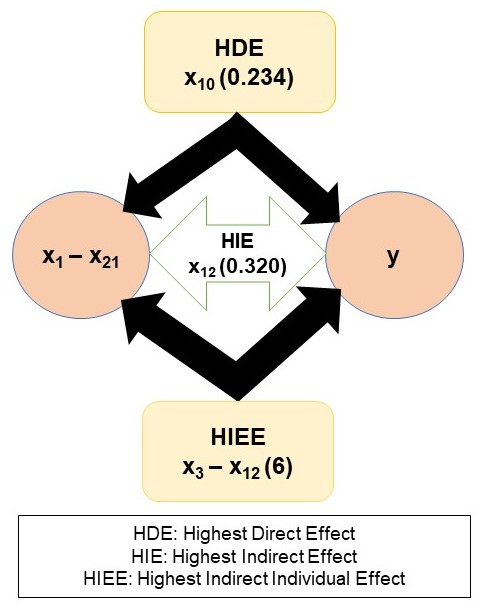 HDE
x₁₀ (0.234)
HIE
x₁₂ (0.320)
x₁ – x₂₁
y
HIEE
x₃ – x₁₂ (6)
HDE: Highest Direct Effect
HIE: Highest Indirect Effect
HIEE: Highest Indirect Individual Effect